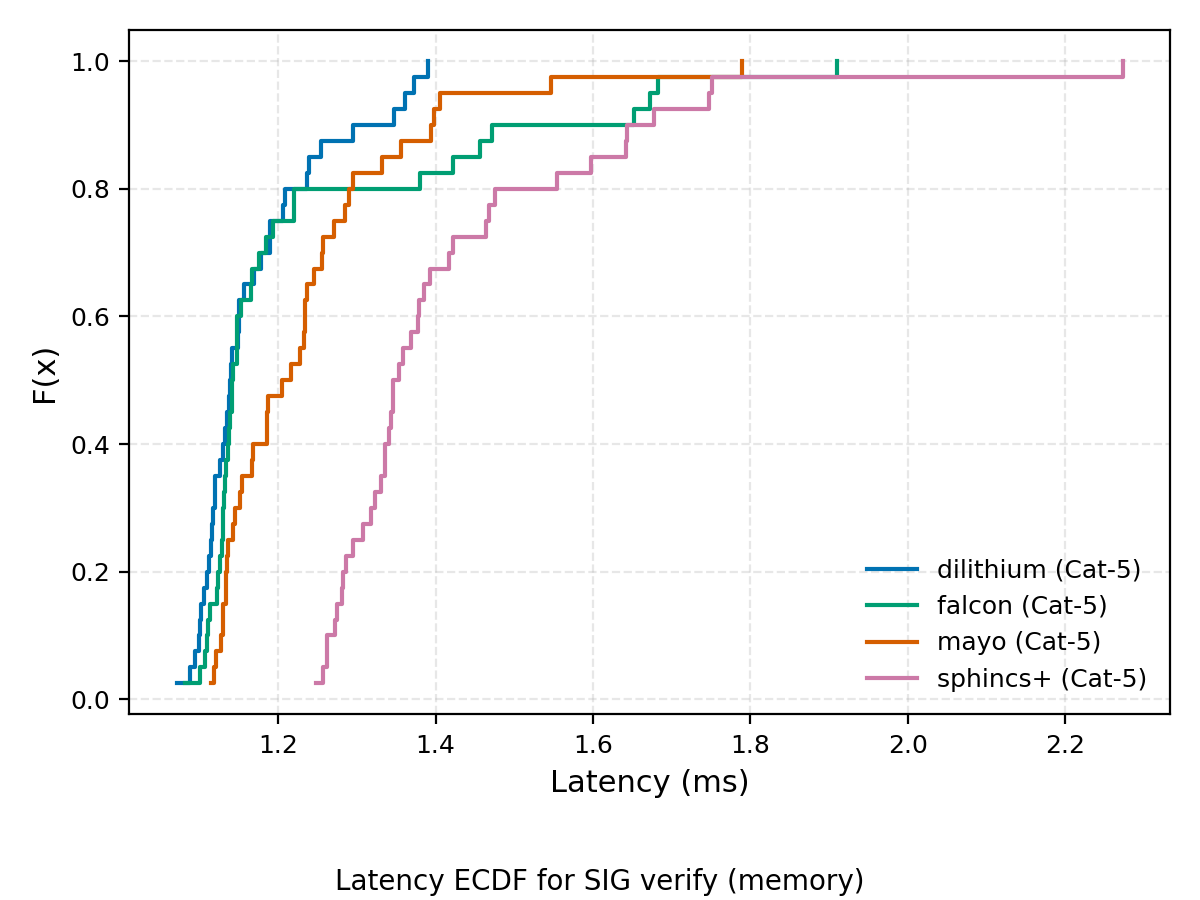 1.0
0.8
0.6
0.4
0.2
0.0
F(x)
1.2 1.4 1.6 1.8 2.0 2.2
Latency (ms)
dilithium (Cat-5)
falcon (Cat-5)
mayo (Cat-5)
sphincs+ (Cat-5)
Latency ECDF for SIG verify (memory)